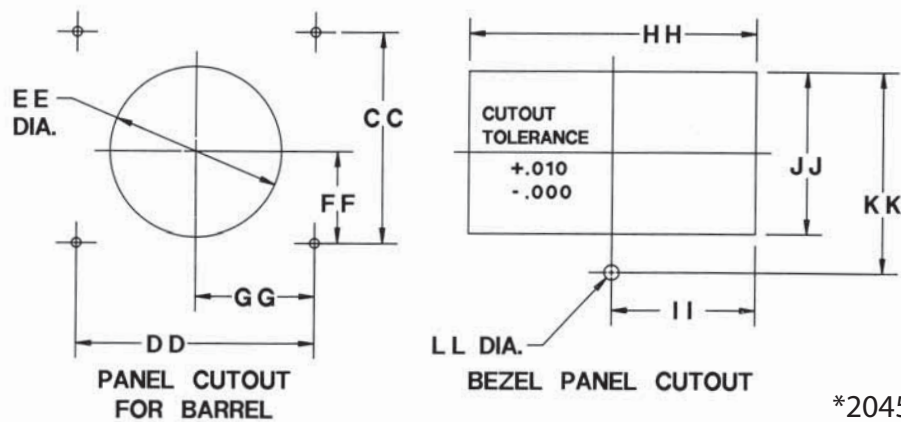 EE
DIA.
CC
FF
GG
DD
PANEL CUTOUT
FOR BARREL
HH
CUTOUT
TOLERANCE
+.010
-.000
JJ
KK
II
LL DIA.
BEZEL PANEL CUTOUT
*2045